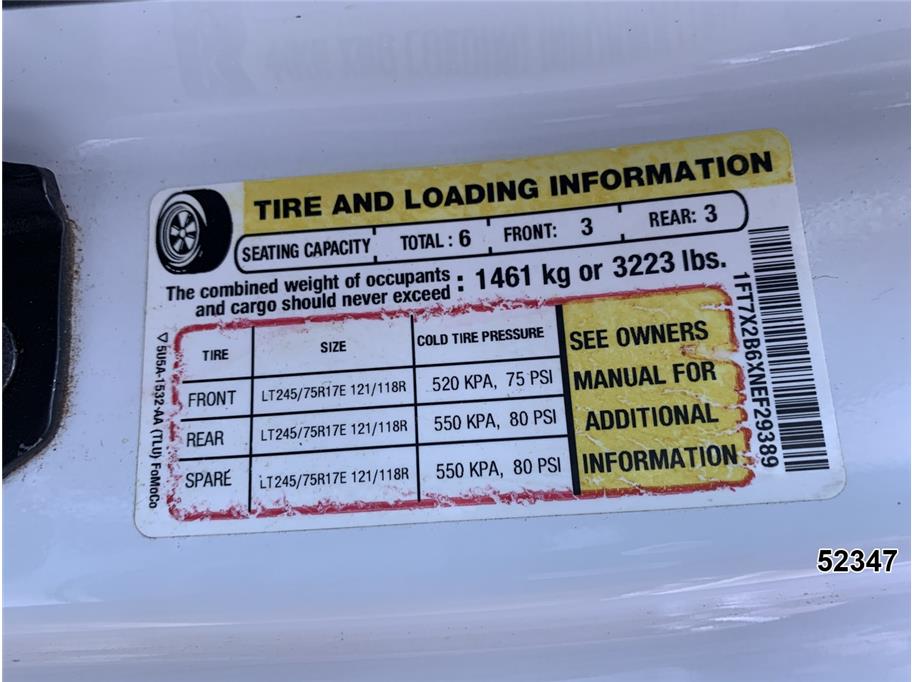 TIRE AND LOADING INFORMATION
SEATING CAPACITY TOTAL : 6 FRONT: 3 REAR: 3
The combined weight of occupants
and cargo should never exceed : 1461 kg or 3223 lbs.
TIRE SIZE COLD TIRE PRESSURE
FRONT LT245/75R17E 121/118R 520 KPA, 75 PSI
REAR LT245/75R17E 121/118R 550 KPA, 80 PSI
SPARE LT245/75R17E 121/118R 550 KPA, 80 PSI
SEE OWNERS
MANUAL FOR
ADDITIONAL
INFORMATION
5U5A-1532-AA (TLU) FoMoCo
1FT7X2B6XNEF29389
52347